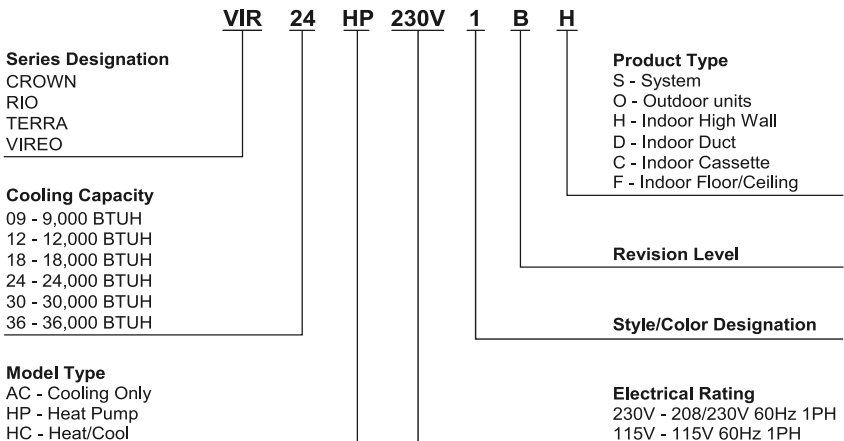 VIR 24 HP 230V 1 B H
Series Designation
CROWN
RIO
TERRA
VIREO
Cooling Capacity
09 - 9,000 BTUH
12 - 12,000 BTUH
18 - 18,000 BTUH
24 - 24,000 BTUH
30 - 30,000 BTUH
36 - 36,000 BTUH
Model Type
AC - Cooling Only
HP - Heat Pump
HC - Heat/Cool
Product Type
S - System
O - Outdoor units
H - Indoor High Wall
D - Indoor Duct
C - Indoor Cassette
F - Indoor Floor/Ceiling
Revision Level
Style/Color Designation
Electrical Rating
230V - 208/230V 60Hz 1PH
115V - 115V 60Hz 1PH